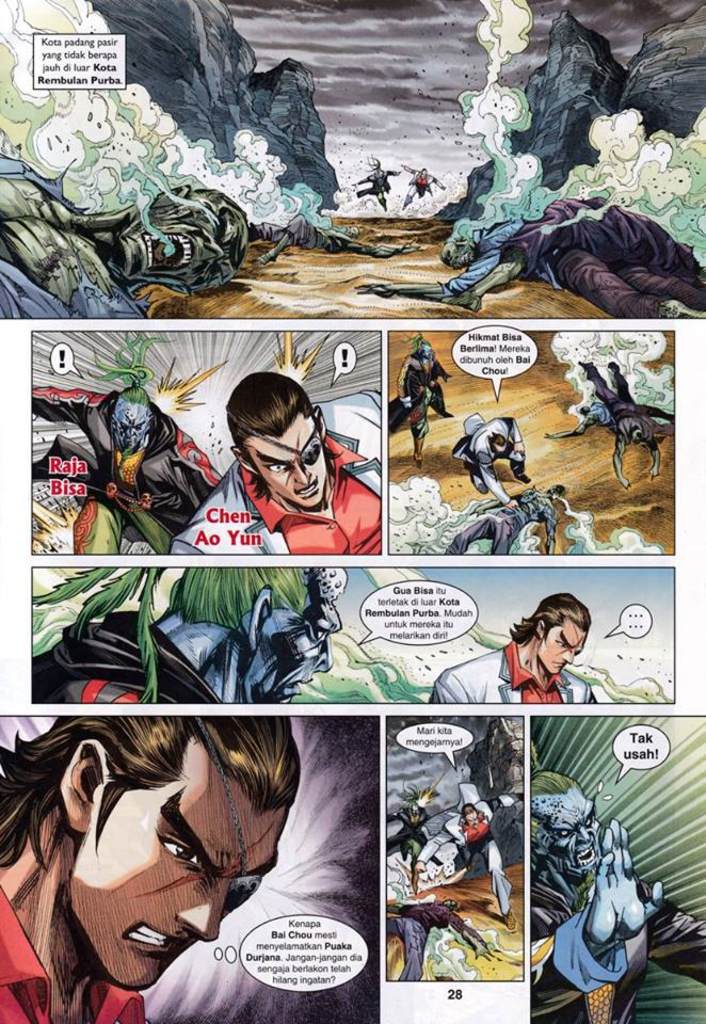 Kota padang pasir
yang tidak berapa
jauh di luar Kota
Rembulan Purba.
!
!
Raja
Bisa
Chen
Ao Yun
Hikmat Bisa
Berlima! Mereka
dibunuh oleh Bai
Chou!
Gua Bisa itu
terletak di luar Kota
Rembulan Purba. Mudah
untuk mereka itu
melarikan diri!
...
Kenapa
Bai Chou mesti
menyelamatkan Puaka
Durjana. Jangan-jangan dia
sengaja berlakon telah
hilang ingatan?
Mari kita
mengejarnya!
Tak
usah!
28